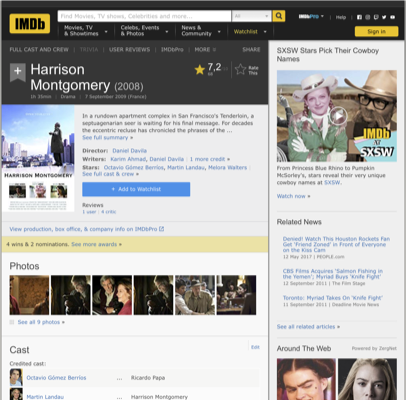 IMDb
Find Movies, TV shows, Celebrities and more...
All
IMDbPro
Help
Movies, TV
& Showtimes
Celebs, Events
& Photos
News &
Community
Watchlist
Sign in
FULL CAST AND CREW
TRIVIA
USER REVIEWS
IMDbPro
MORE
SHARE
Harrison
Montgomery (2008)
7,2
Rate
This
1h 35min | Drama | 7 September 2009 (France)
HARRISON MONTGOMERY
In a rundown apartment complex in San Francisco's Tenderloin, a
septuagenarian seer is waiting for his final message. For decades
the eccentric recluse has chronicled the phrases of the ...
See full summary »
Director: Daniel Davila
Writers: Karim Ahmad, Daniel Davila | 1 more credit »
Stars: Octavio Gómez Berríos, Martin Landau, Melora Walters |
See full cast & crew »
+ Add to Watchlist
Reviews
1 user | 4 critic
View production, box office, & company info on IMDbPro
4 wins & 2 nominations. See more awards »
Photos
See all 9 photos »
Cast
Edit
Credited cast:
Octavio Gómez Berríos ... Ricardo Papa
Martin Landau ... Harrison Montgomery
SXSW Stars Pick Their Cowboy
Names
IMDb
AT
SXSW
From Princess Blue Rhino to Pumpkin
McSorley's, stars reveal their very unique
cowboy names at SXSW.
Watch now »
Related News
Denied! Watch This Houston Rockets Fan
Get 'Friend Zoned' in Front of Everyone
on the Kiss Cam
12 May 2017 | PEOPLE.com
CBS Films Acquires 'Salmon Fishing in
the Yemen'; Myriad Buys 'Knife Fight'
12 September 2011 | The Film Stage
Toronto: Myriad Takes On 'Knife Fight'
11 September 2011 | Deadline Movie News
See all related articles »
Around The Web
Powered by ZergNet